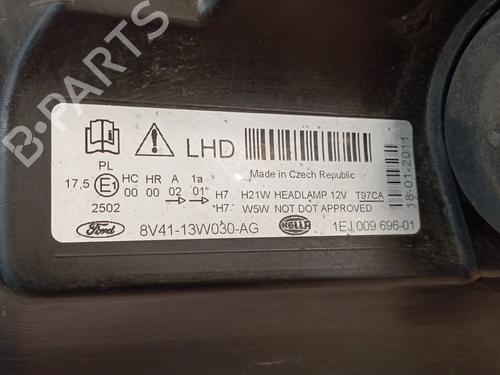 B-PARTS
LHD
Made in Czech Republic
PL
17,5 E1 HC HR A 1a
00 00 02 01 H7 H21W HEADLAMP 12V T97CA
2502 *H7 W5W NOT DOT APPROVED
Ford 8V41-13W030-AG HELLA 1EJ 009 696-01
18-01-2011